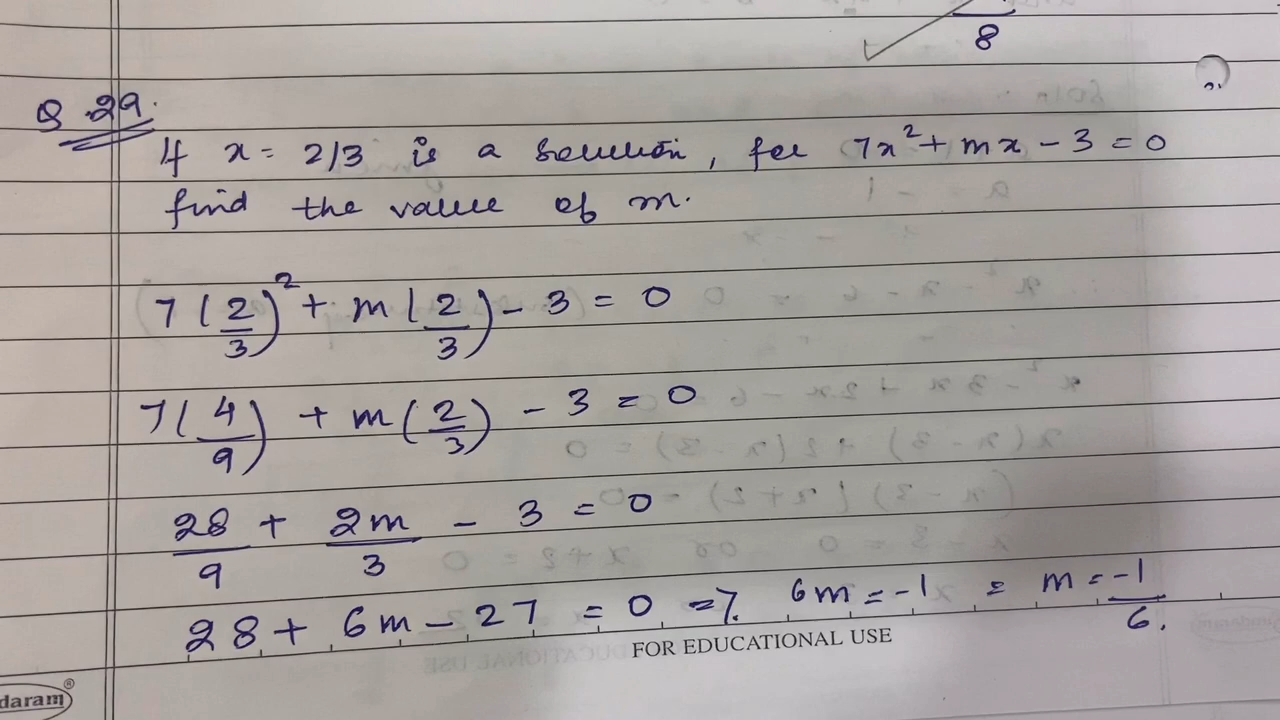 8
Q.29.
If x = 2/3 is a solution, for 7x² + mx - 3 = 0
find the value of m.
7(2/3)² + m(2/3) - 3 = 0
7(4/9) + m(2/3) - 3 = 0
28/9 + 2m/3 - 3 = 0
28 + 6m - 27 = 0 => 6m = -1 = m = -1/6.
FOR EDUCATIONAL USE
daram®